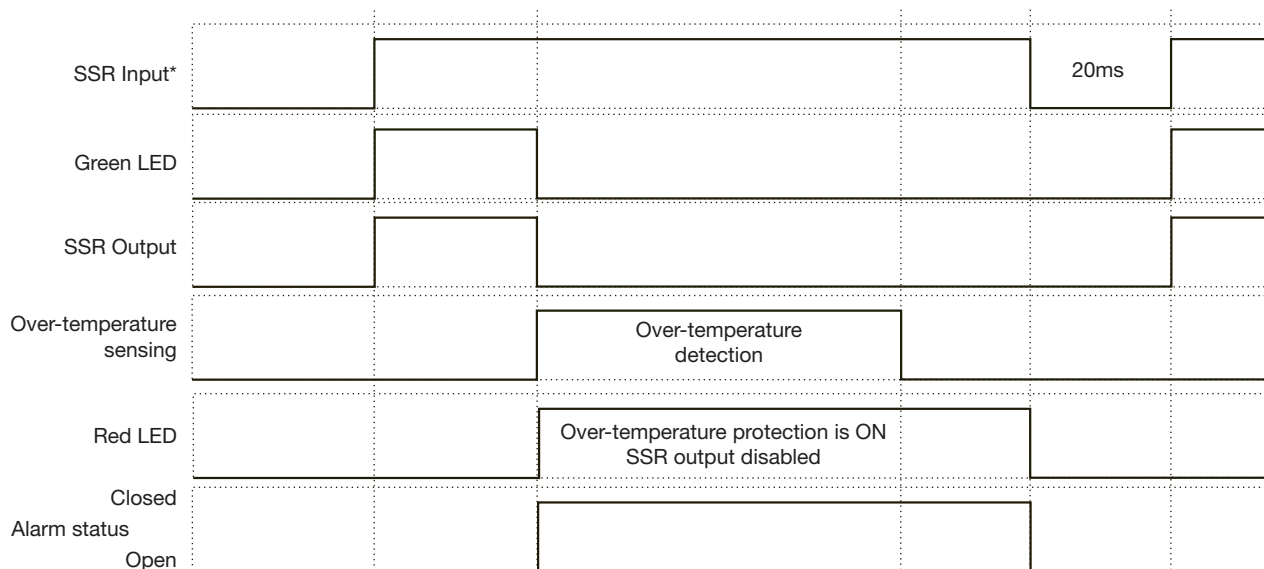 SSR Input*
20ms
Green LED
SSR Output
Over-temperature
sensing
Over-temperature
detection
Red LED
Over-temperature protection is ON
SSR output disabled
Closed
Alarm status
Open